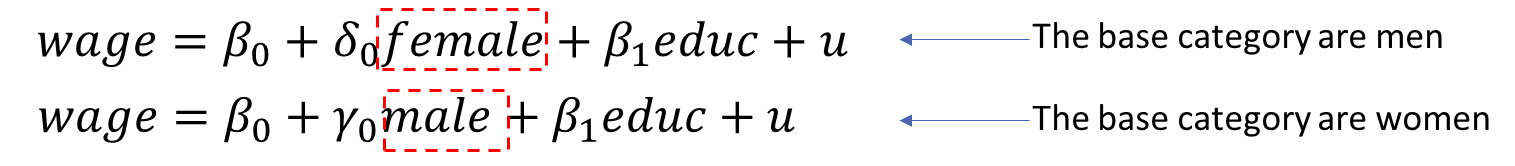 wage = β₀ + δ₀female + β₁educ + u The base category are men
wage = β₀ + γ₀male + β₁educ + u The base category are women